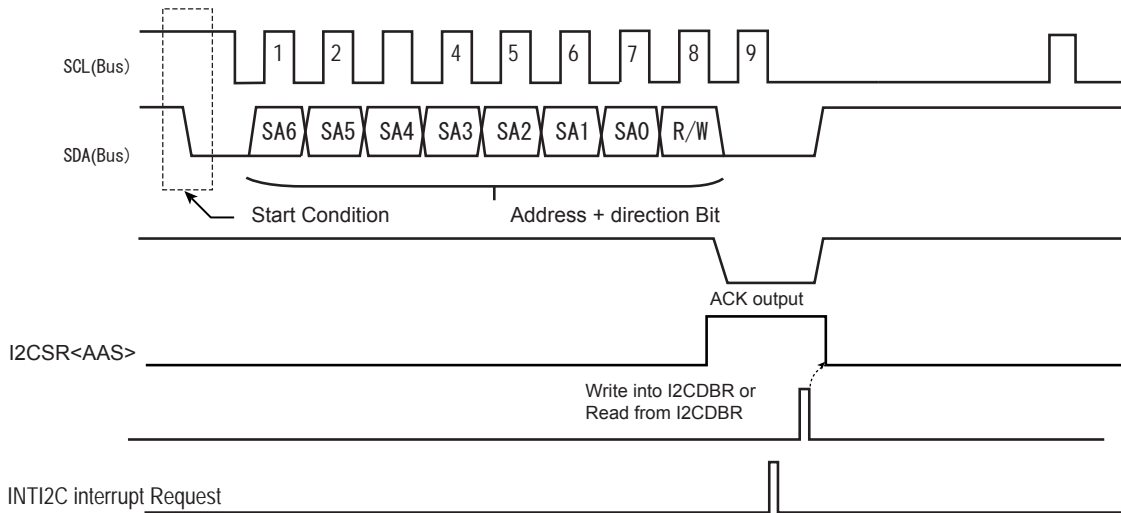 SCL(Bus)
1 2 4 5 6 7 8 9
SDA(Bus)
SA6 SA5 SA4 SA3 SA2 SA1 SA0 R/W
Start Condition
Address + direction Bit
ACK output
I2CSR<AAS>
Write into I2CDBR or
Read from I2CDBR
INTI2C interrupt Request